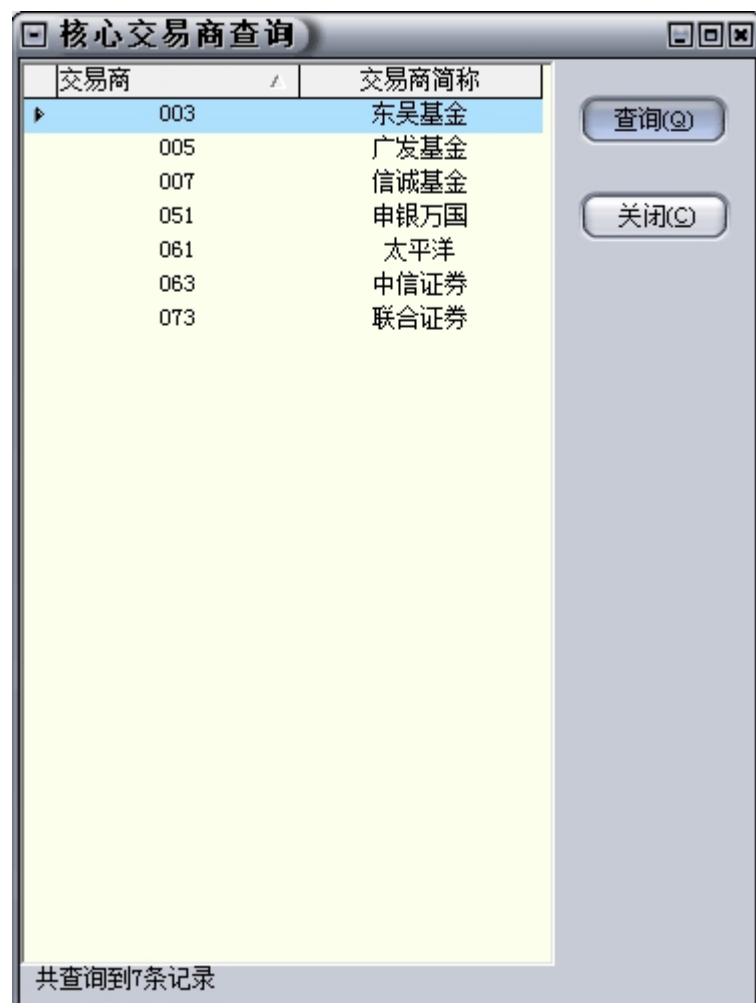 核心交易商查询
交易商 交易商简称
003 东吴基金
005 广发基金
007 信诚基金
051 申银万国
061 太平洋
063 中信证券
073 联合证券
查询(Q)
关闭(C)
共查询到7条记录